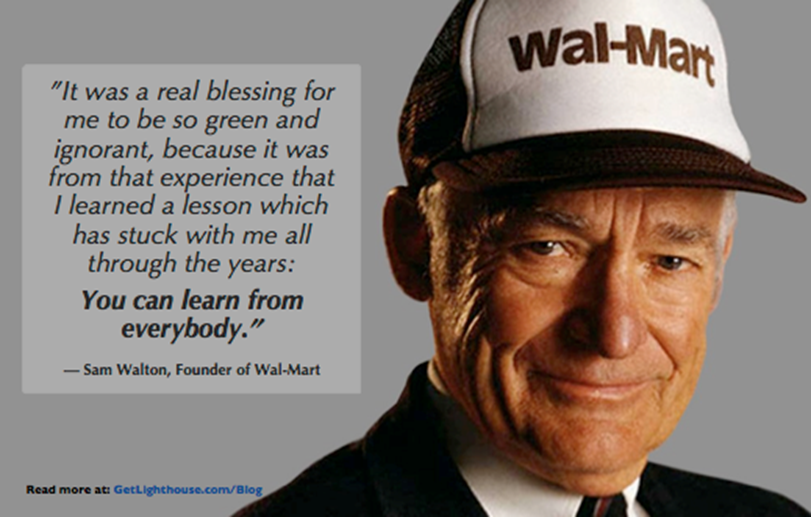 Wal-Mart
"It was a real blessing for
me to be so green and
ignorant, because it was
from that experience that
I learned a lesson which
has stuck with me all
through the years:
You can learn from
everybody."
— Sam Walton, Founder of Wal-Mart
Read more at: GetLighthouse.com/Blog